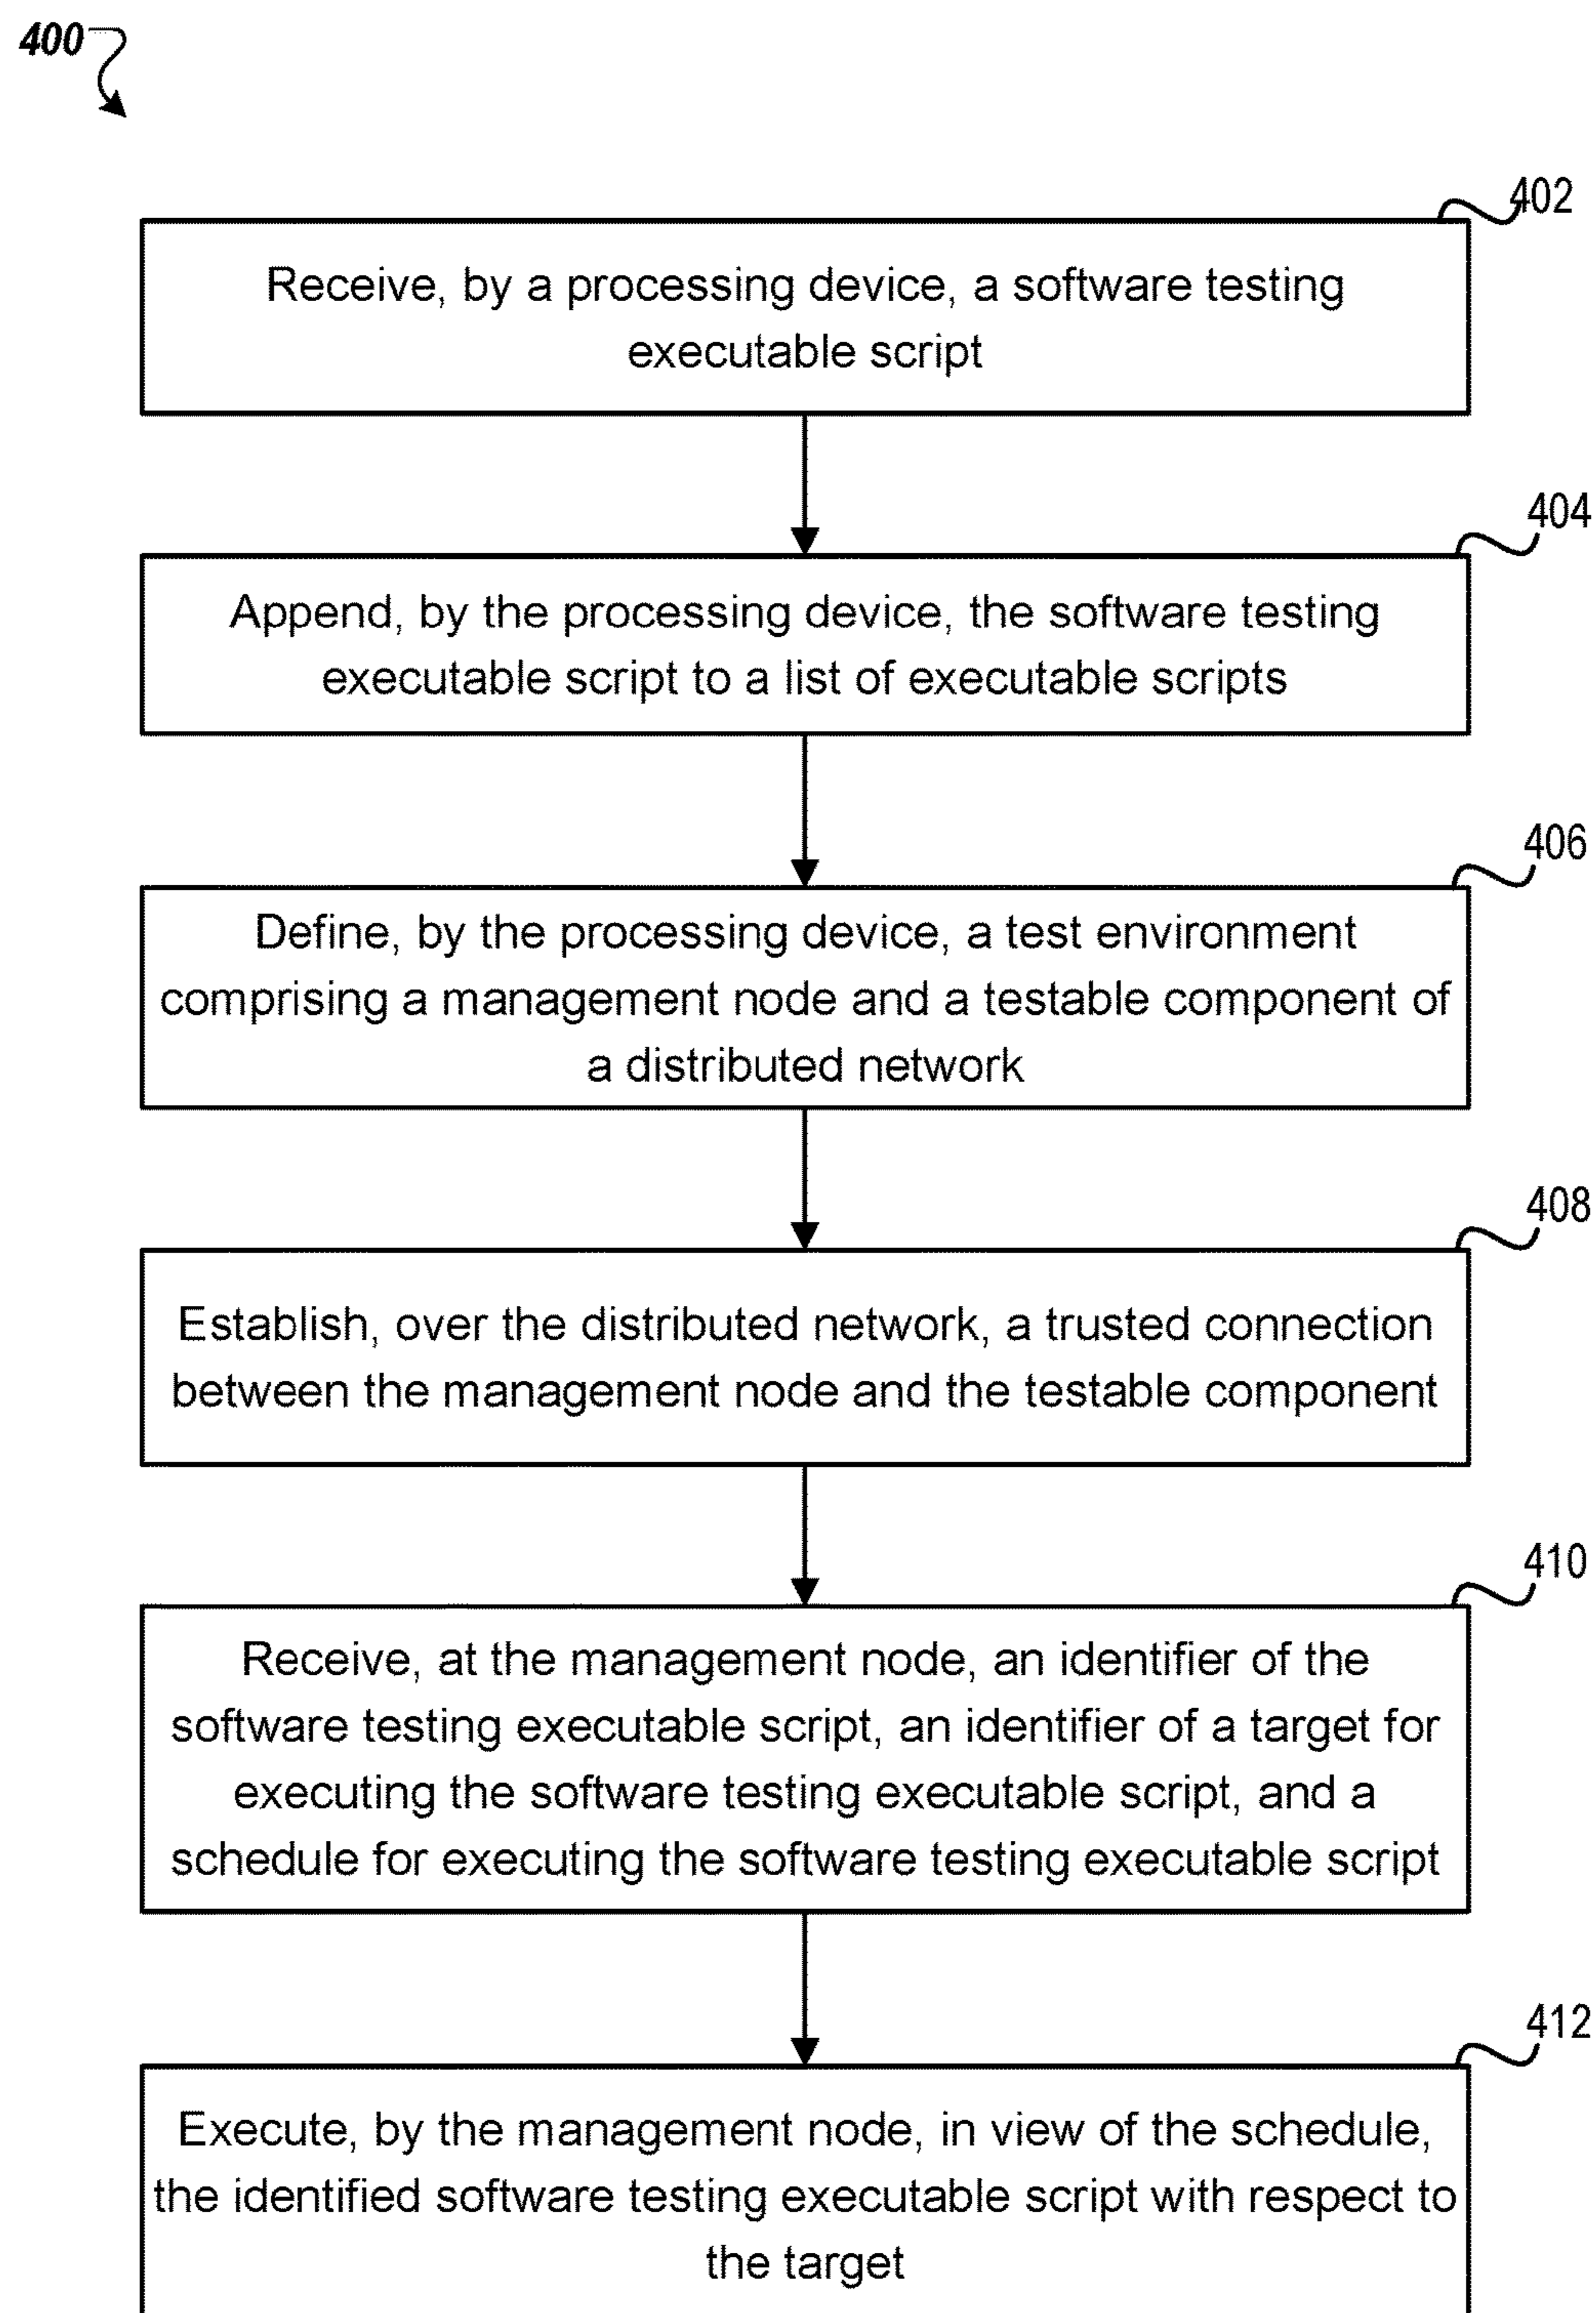 400
402
Receive, by a processing device, a software testing
executable script
404
Append, by the processing device, the software testing
executable script to a list of executable scripts
406
Define, by the processing device, a test environment
comprising a management node and a testable component of
a distributed network
408
Establish, over the distributed network, a trusted connection
between the management node and the testable component
410
Receive, at the management node, an identifier of the
software testing executable script, an identifier of a target for
executing the software testing executable script, and a
schedule for executing the software testing executable script
412
Execute, by the management node, in view of the schedule,
the identified software testing executable script with respect to
the target